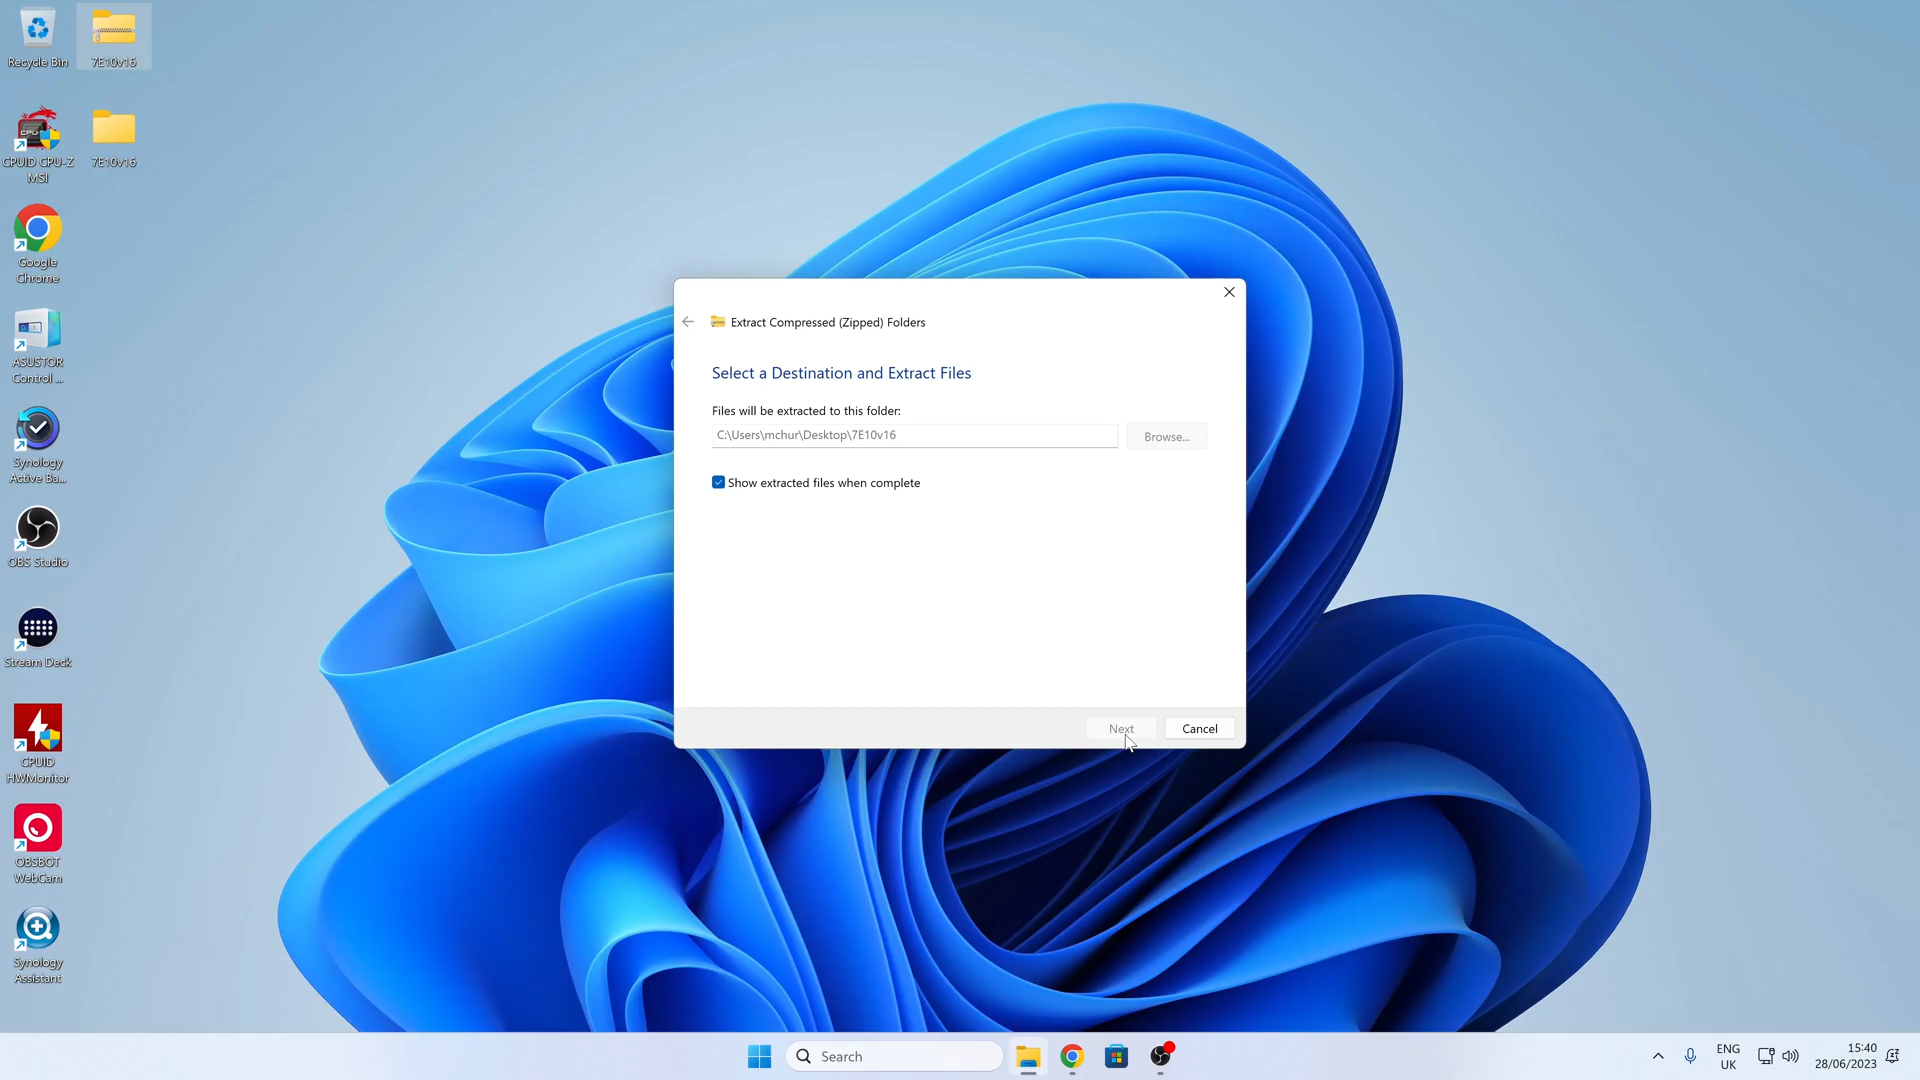 Recycle Bin
7E10v16
CPUID CPU-Z
MSI
7E10v16
Google
Chrome
ASUSTOR
Control ...
Synology
Active Ba...
OBS Studio
Stream Deck
CPUID
HWMonitor
OBSBOT
WebCam
Synology
Assistant
Extract Compressed (Zipped) Folders
Select a Destination and Extract Files
Files will be extracted to this folder:
C:\Users\mchur\Desktop\7E10v16
Browse...
Show extracted files when complete
Next
Cancel
Search
ENG
UK
15:40
28/06/2023